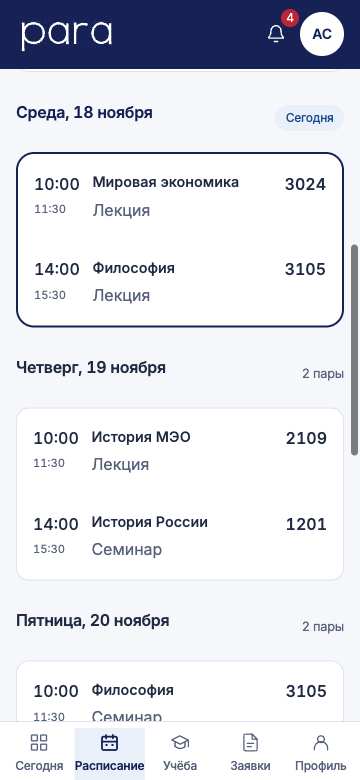 para
4
АС
Среда, 18 ноября
Сегодня
10:00 Мировая экономика 3024
11:30 Лекция
14:00 Философия 3105
15:30 Лекция
Четверг, 19 ноября
2 пары
10:00 История МЭО 2109
11:30 Лекция
14:00 История России 1201
15:30 Семинар
Пятница, 20 ноября
2 пары
10:00 Философия 3105
11:30 Семинар
Сегодня Расписание Учёба Заявки Профиль